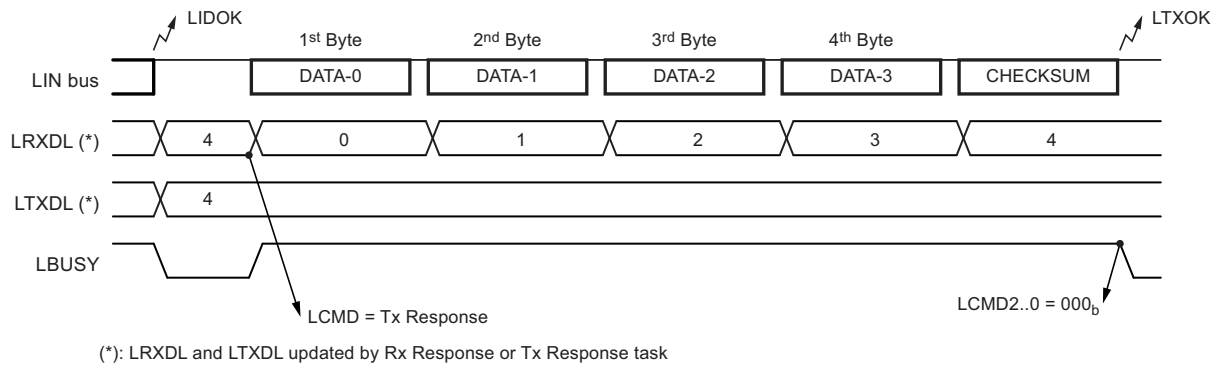 LIDOK
LTXOK
1st Byte 2nd Byte 3rd Byte 4th Byte
LIN bus DATA-0 DATA-1 DATA-2 DATA-3 CHECKSUM
LRXDL (*) 4 0 1 2 3 4
LTXDL (*) 4
LBUSY
LCMD = Tx Response
LCMD2..0 = 000b
(*): LRXDL and LTXDL updated by Rx Response or Tx Response task